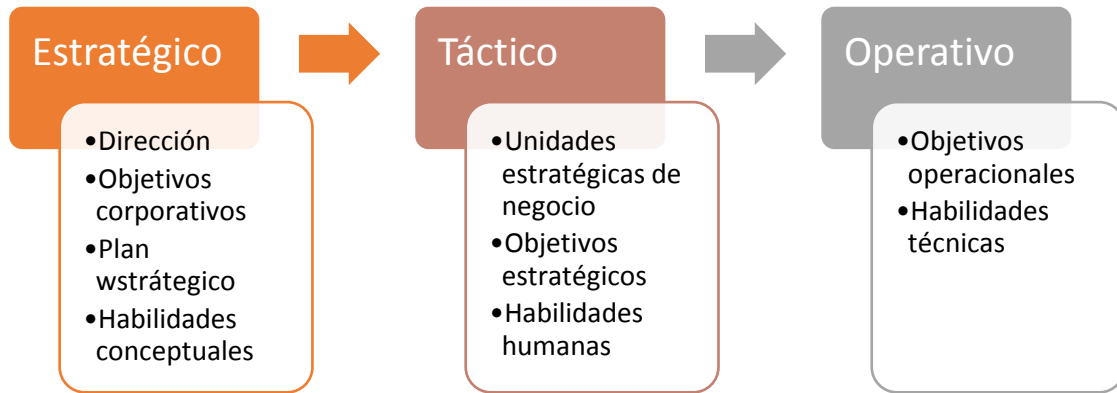 Estratégico
•Dirección
•Objetivos
corporativos
•Plan
wstrátegico
•Habilidades
conceptuales
Táctico
•Unidades
estratégicas de
negocio
•Objetivos
estratégicos
•Habilidades
humanas
Operativo
•Objetivos
operacionales
•Habilidades
técnicas